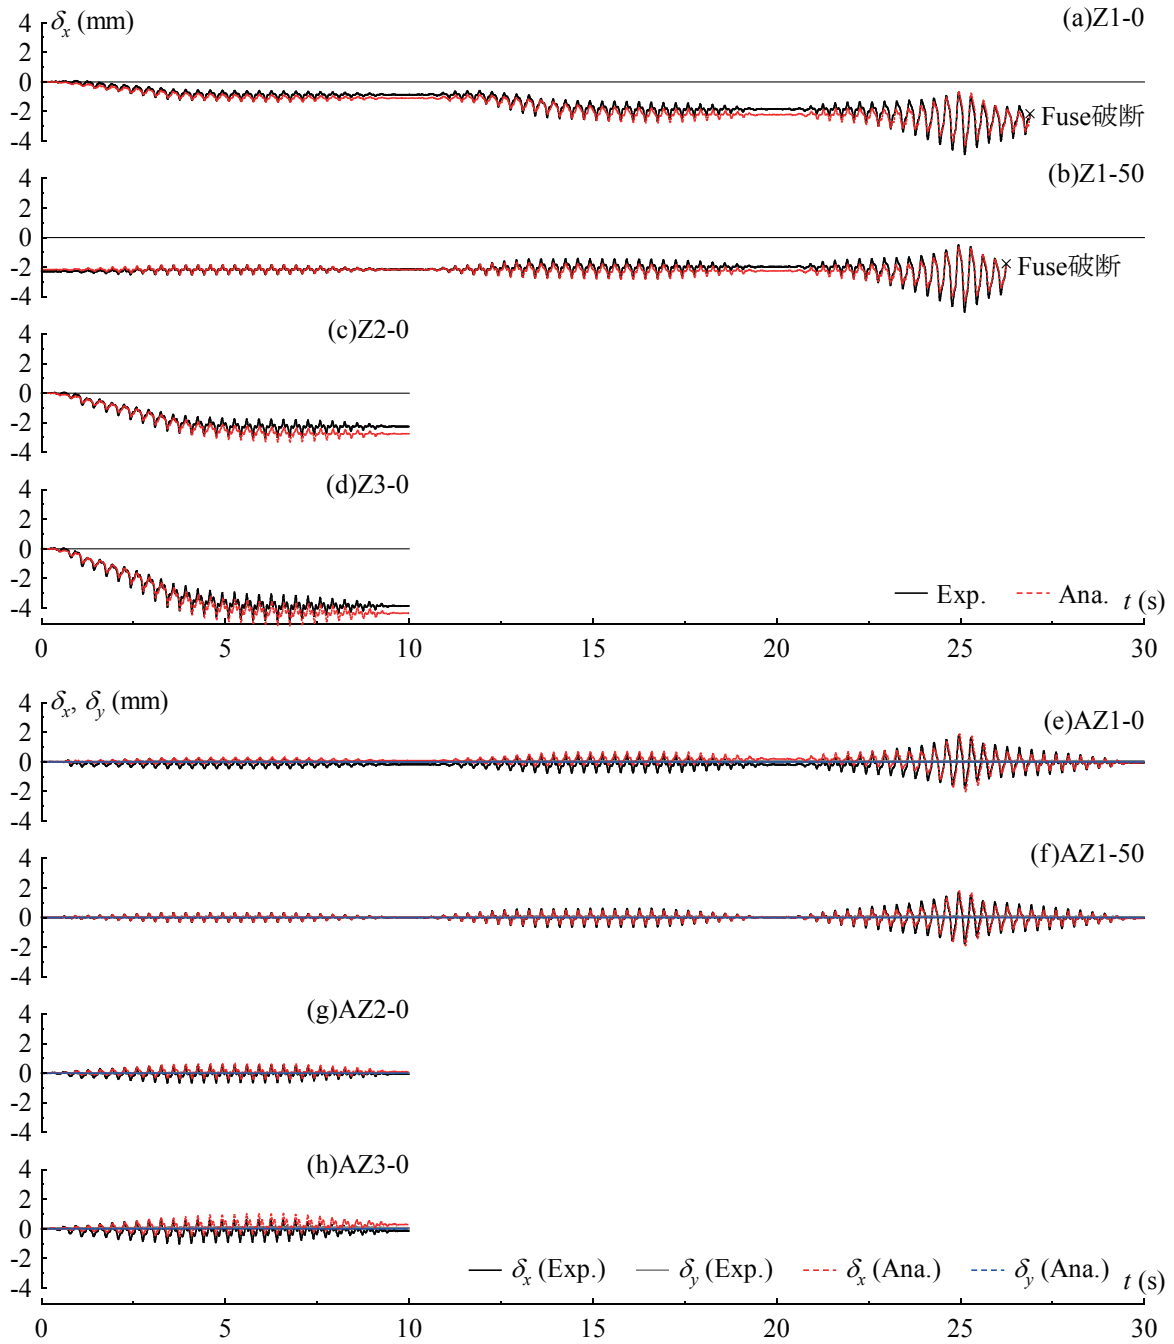 δx (mm)
(a)Z1-0
4
2
0
-2
-4
Fuse破断
(b)Z1-50
4
2
0
-2
-4
Fuse破断
(c)Z2-0
4
2
0
-2
-4
(d)Z3-0
4
2
0
-2
-4
Exp. Ana. t (s)
0 5 10 15 20 25 30
δx, δy (mm)
(e)AZ1-0
4
2
0
-2
-4
(f)AZ1-50
4
2
0
-2
-4
(g)AZ2-0
4
2
0
-2
-4
(h)AZ3-0
4
2
0
-2
-4
δx (Exp.) δy (Exp.) δx (Ana.) δy (Ana.) t (s)
0 5 10 15 20 25 30